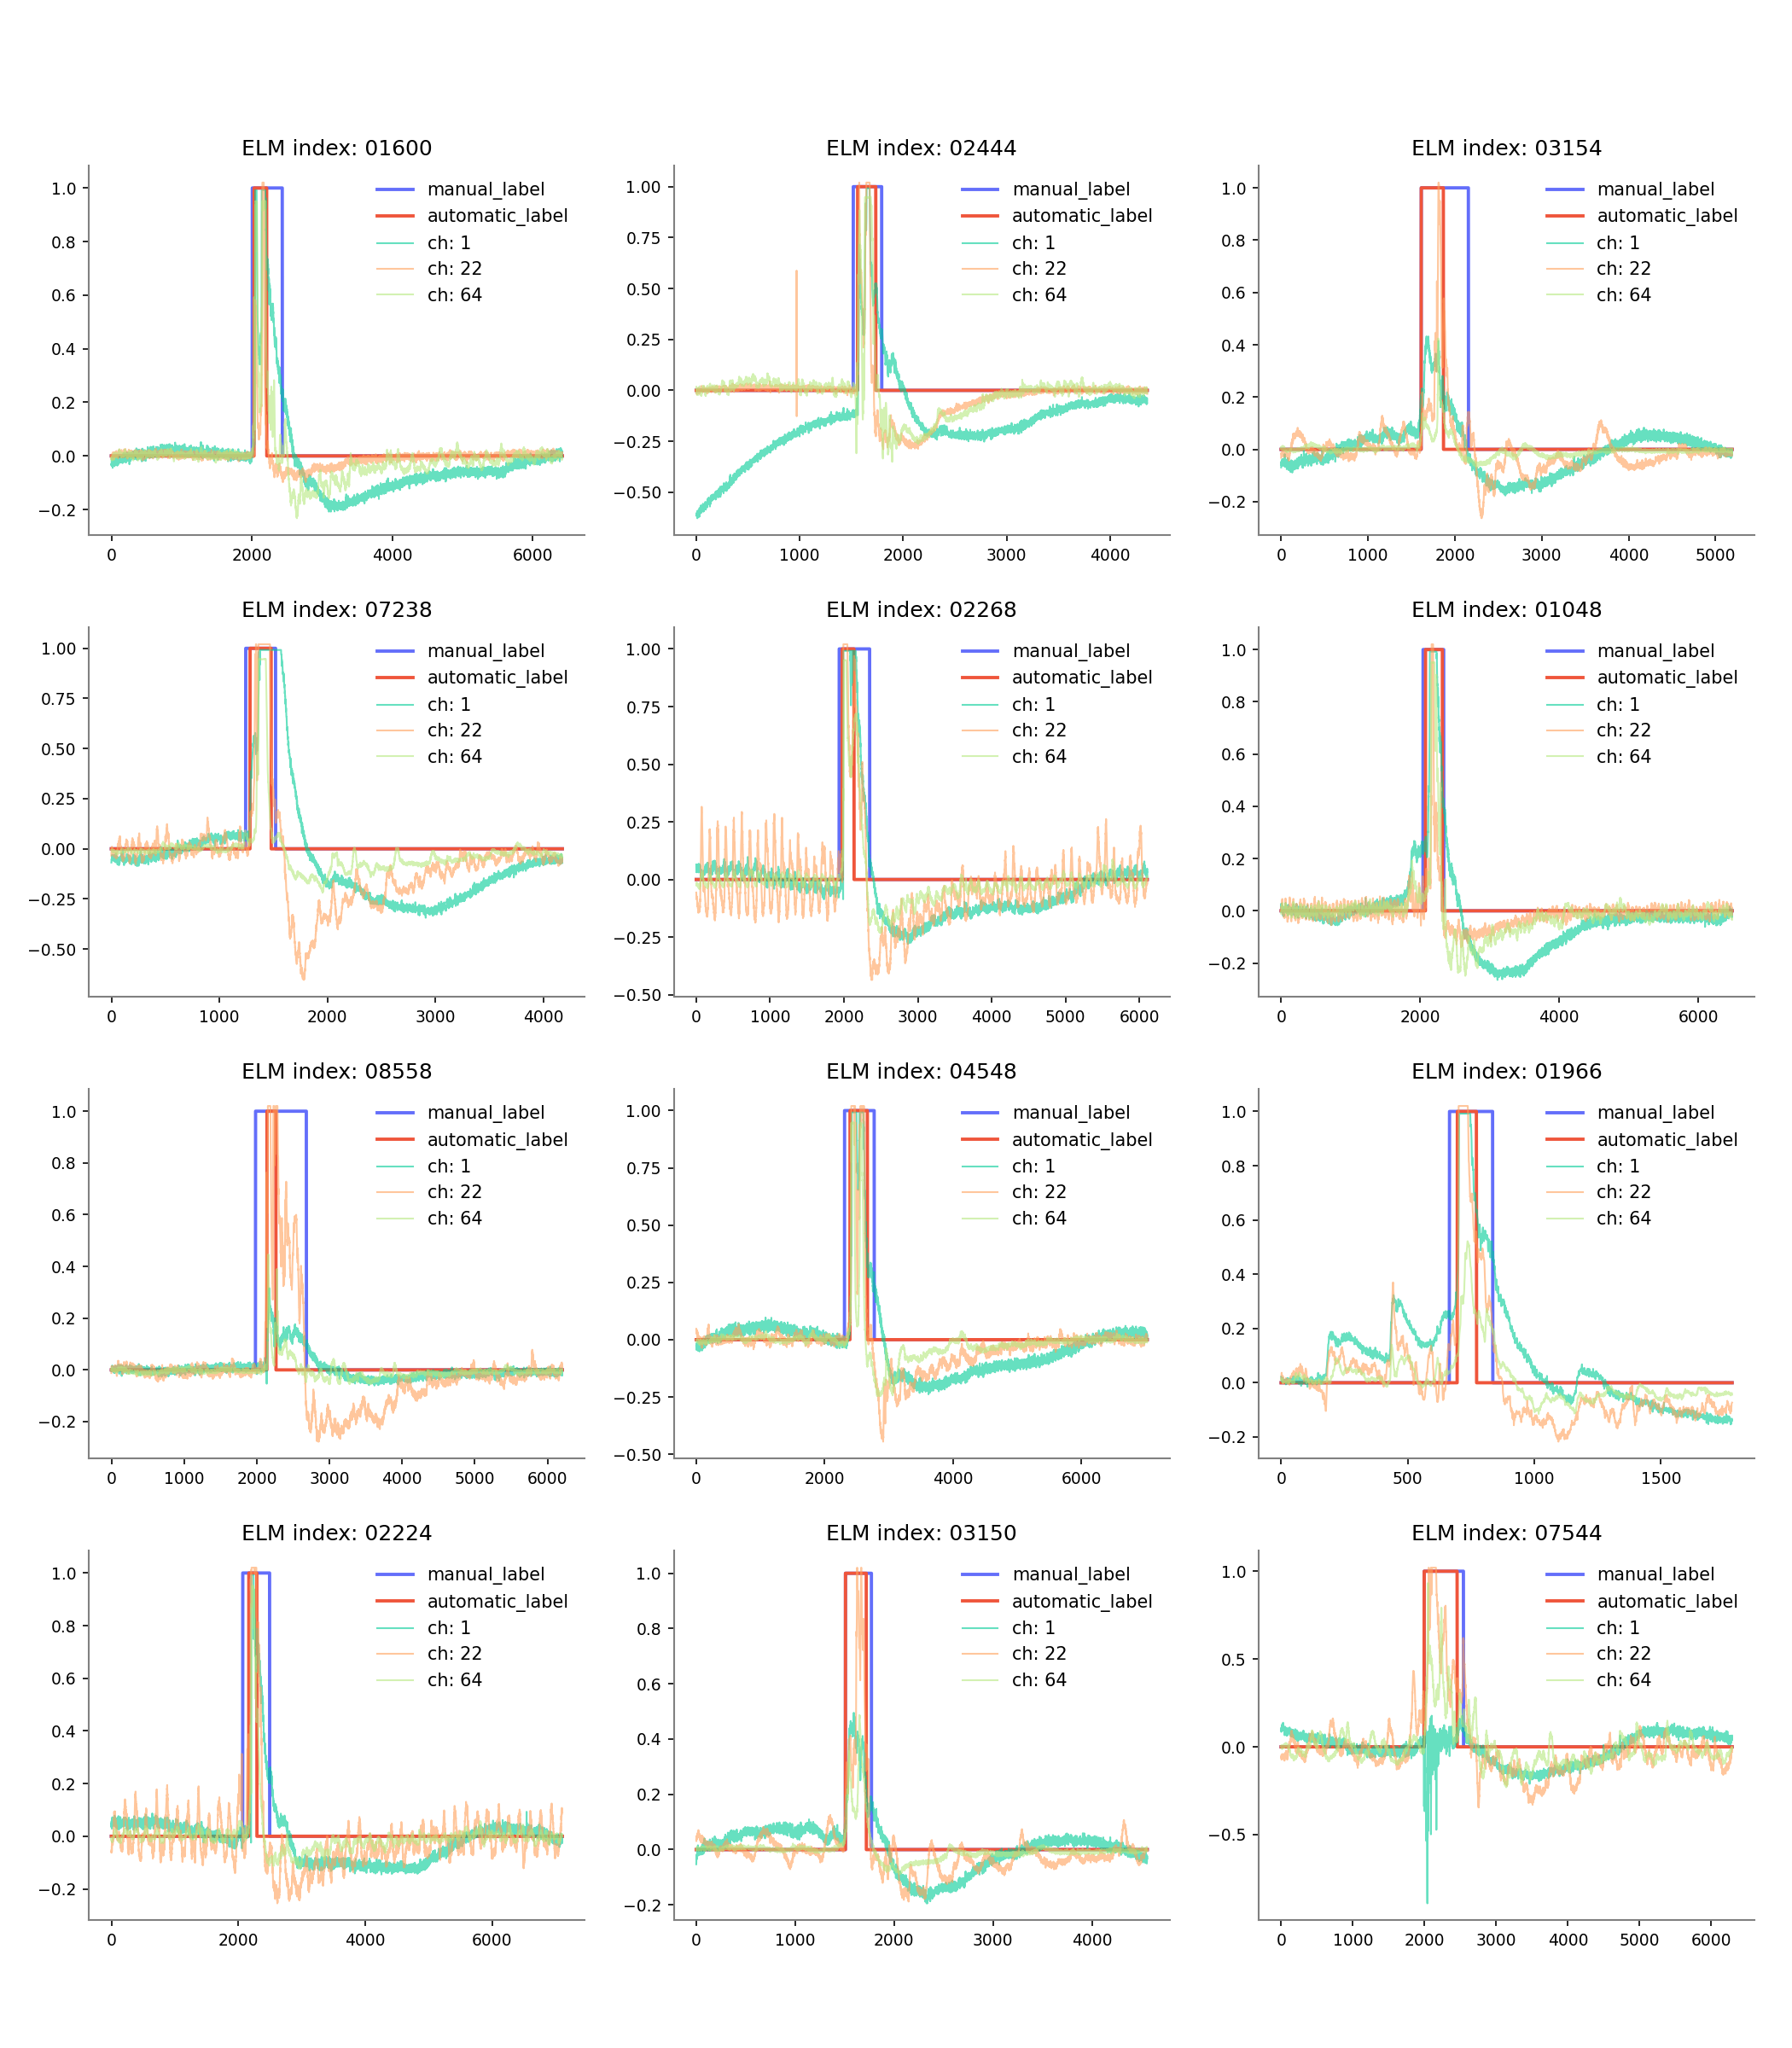 ELM index: 01600
1.0
0.8
0.6
0.4
0.2
0.0
−0.2
0 2000 4000 6000
manual_label
automatic_label
ch: 1
ch: 22
ch: 64
ELM index: 02444
1.00
0.75
0.50
0.25
0.00
−0.25
−0.50
0 1000 2000 3000 4000
manual_label
automatic_label
ch: 1
ch: 22
ch: 64
ELM index: 03154
1.0
0.8
0.6
0.4
0.2
0.0
−0.2
0 1000 2000 3000 4000 5000
manual_label
automatic_label
ch: 1
ch: 22
ch: 64
ELM index: 07238
1.00
0.75
0.50
0.25
0.00
−0.25
−0.50
0 1000 2000 3000 4000
manual_label
automatic_label
ch: 1
ch: 22
ch: 64
ELM index: 02268
1.00
0.75
0.50
0.25
0.00
−0.25
−0.50
0 1000 2000 3000 4000 5000 6000
manual_label
automatic_label
ch: 1
ch: 22
ch: 64
ELM index: 01048
1.0
0.8
0.6
0.4
0.2
0.0
−0.2
0 2000 4000 6000
manual_label
automatic_label
ch: 1
ch: 22
ch: 64
ELM index: 08558
1.0
0.8
0.6
0.4
0.2
0.0
−0.2
0 1000 2000 3000 4000 5000 6000
manual_label
automatic_label
ch: 1
ch: 22
ch: 64
ELM index: 04548
1.00
0.75
0.50
0.25
0.00
−0.25
−0.50
0 2000 4000 6000
manual_label
automatic_label
ch: 1
ch: 22
ch: 64
ELM index: 01966
1.0
0.8
0.6
0.4
0.2
0.0
−0.2
0 500 1000 1500
manual_label
automatic_label
ch: 1
ch: 22
ch: 64
ELM index: 02224
1.0
0.8
0.6
0.4
0.2
0.0
−0.2
0 2000 4000 6000
manual_label
automatic_label
ch: 1
ch: 22
ch: 64
ELM index: 03150
1.0
0.8
0.6
0.4
0.2
0.0
−0.2
0 1000 2000 3000 4000
manual_label
automatic_label
ch: 1
ch: 22
ch: 64
ELM index: 07544
1.0
0.5
0.0
−0.5
0 1000 2000 3000 4000 5000 6000
manual_label
automatic_label
ch: 1
ch: 22
ch: 64